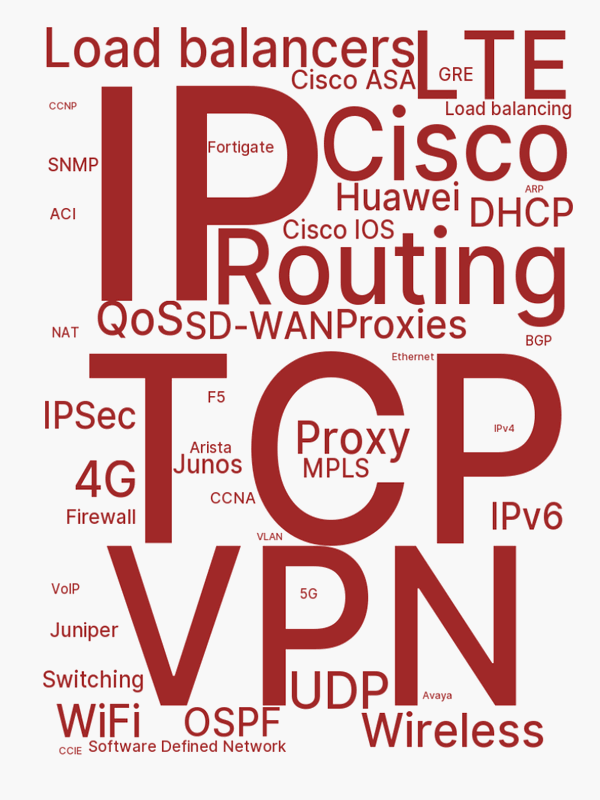 Load balancers
LTE
Cisco ASA
GRE
CCNP
Load balancing
IP
Cisco
Fortigate
SNMP
Huawei
ARP
ACI
DHCP
Cisco IOS
Routing
QoS
SD-WAN
Proxies
NAT
BGP
Ethernet
TCP
F5
IPSec
Proxy
IPv4
Arista
Junos
MPLS
4G
CCNA
Firewall
IPv6
VLAN
VPN
VoIP
5G
Juniper
Switching
UDP
Avaya
WiFi
OSPF
Wireless
CCIE
Software Defined Network